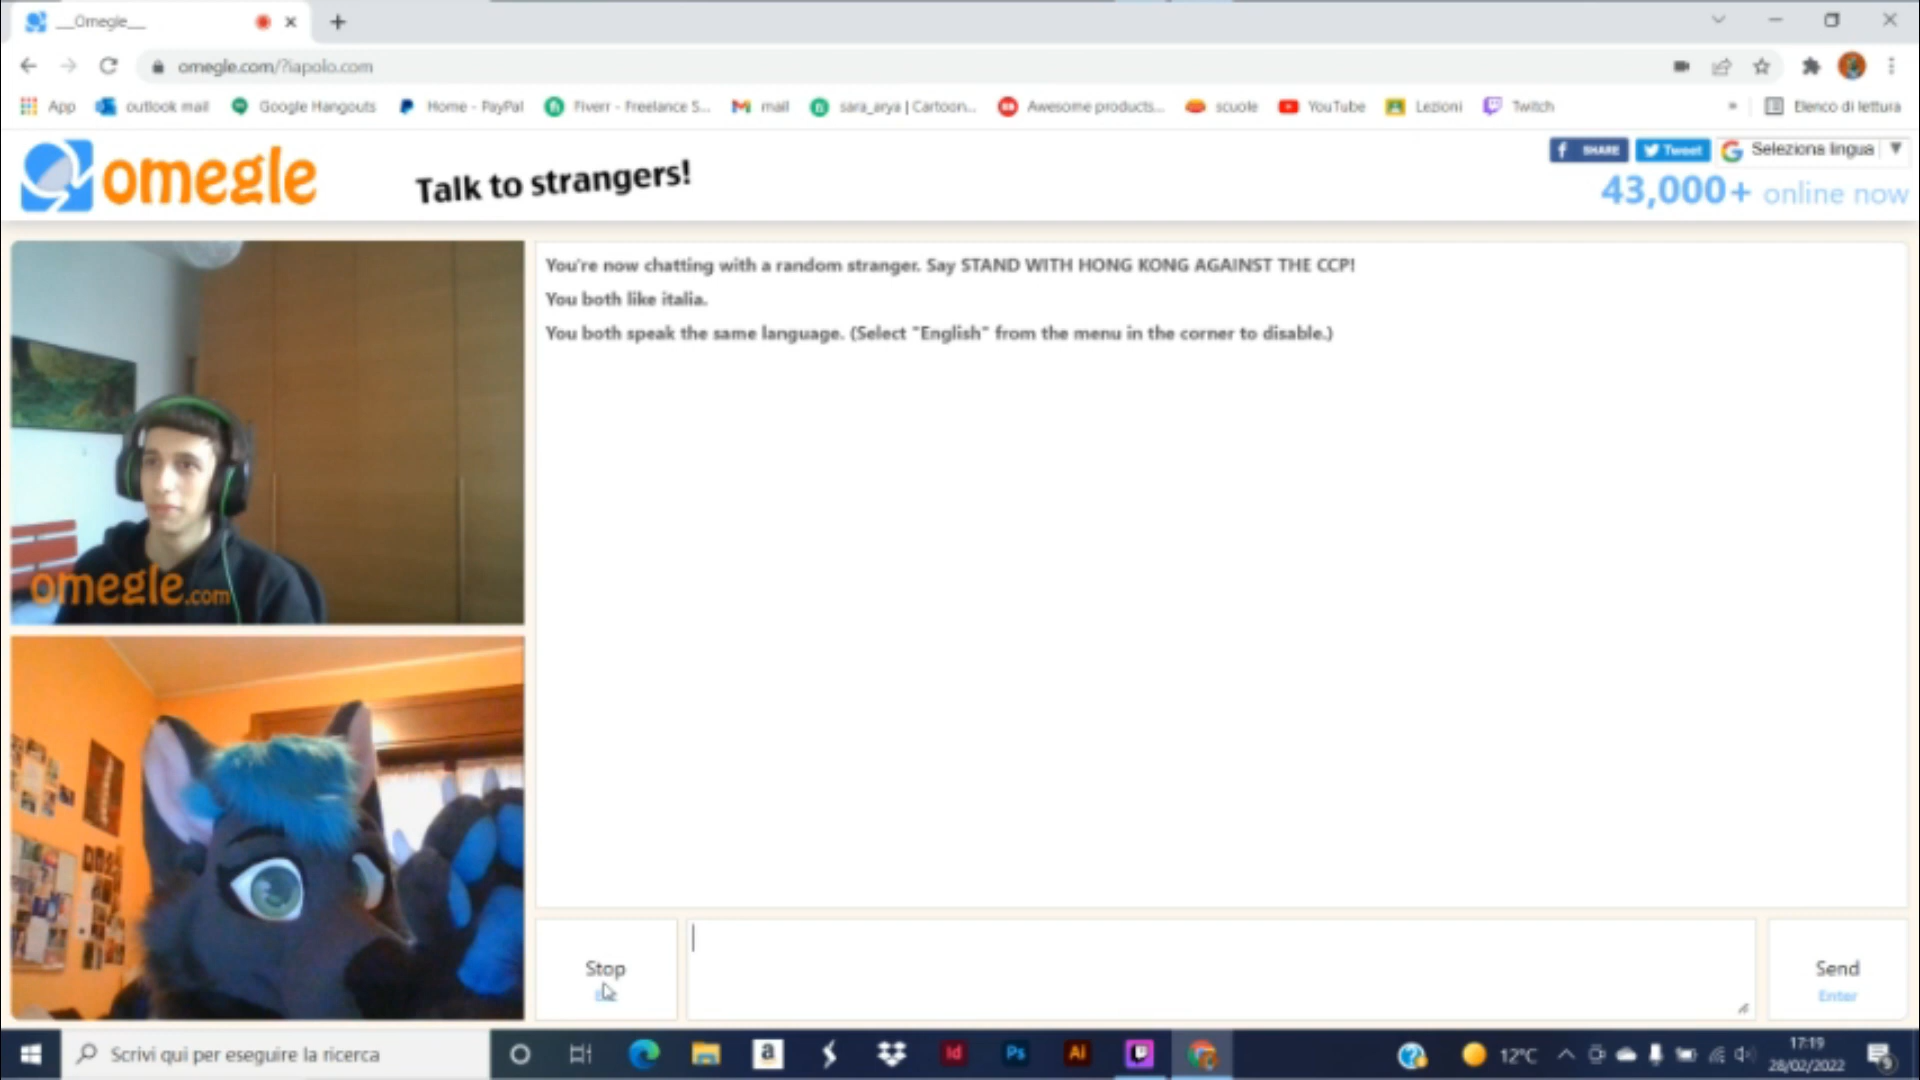 __Omegle__
omegle.com/?iapolo.com
App outlook mail Google Hangouts Home - PayPal Fiverr - Freelance S... mail sara_arya | Cartoon... Awesome products... scuole YouTube Lezioni Twitch » Elenco di lettura
omegle Talk to strangers!
SHARE Tweet Seleziona lingua
43,000+ online now
You're now chatting with a random stranger. Say STAND WITH HONG KONG AGAINST THE CCP!
You both like italia.
You both speak the same language. (Select "English" from the menu in the corner to disable.)
omegle.com
Stop
Send
Enter
Scrivi qui per eseguire la ricerca
a
Id
Ps
Ai
12°C
17:19
28/02/2022